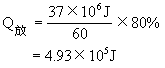 Q放 = 37×10⁶J/60 ×80%
= 4.93×10⁵J